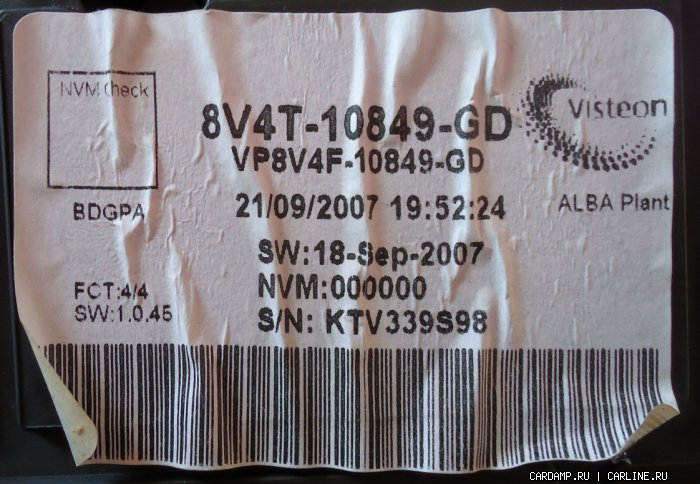 NVM Check
8V4T-10849-GD
Visteon
VP8V4F-10849-GD
BDGPA
21/09/2007 19:52:24
ALBA Plant
SW:18-Sep-2007
FCT:4/4
NVM:000000
SW:1.0.45
S/N: KTV339S98
CARDAMP.RU | CARLINE.RU